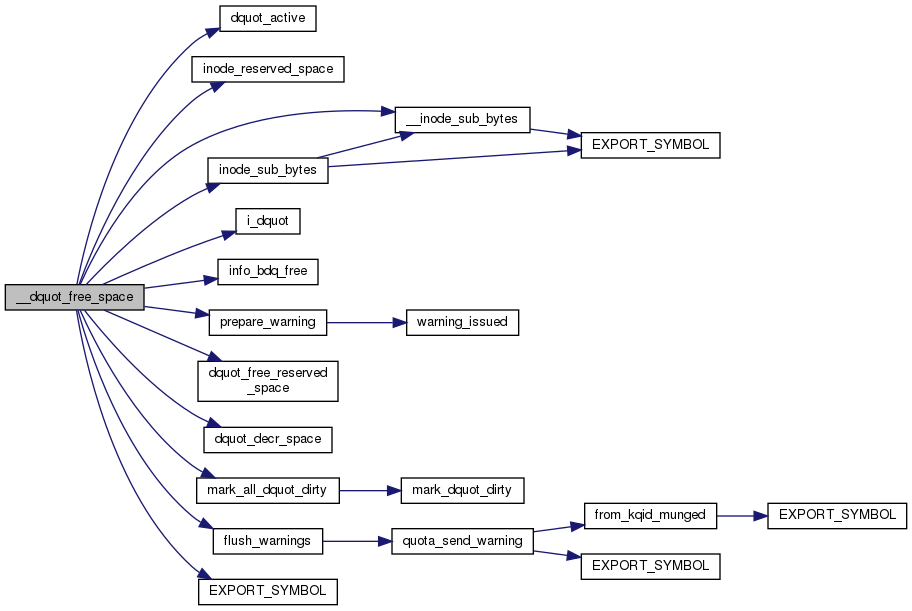 dquot_active
inode_reserved_space
__inode_sub_bytes
EXPORT_SYMBOL
inode_sub_bytes
i_dquot
info_bdq_free
__dquot_free_space
prepare_warning
warning_issued
dquot_free_reserved
_space
dquot_decr_space
mark_all_dquot_dirty
mark_dquot_dirty
from_kqid_munged
EXPORT_SYMBOL
flush_warnings
quota_send_warning
EXPORT_SYMBOL
EXPORT_SYMBOL